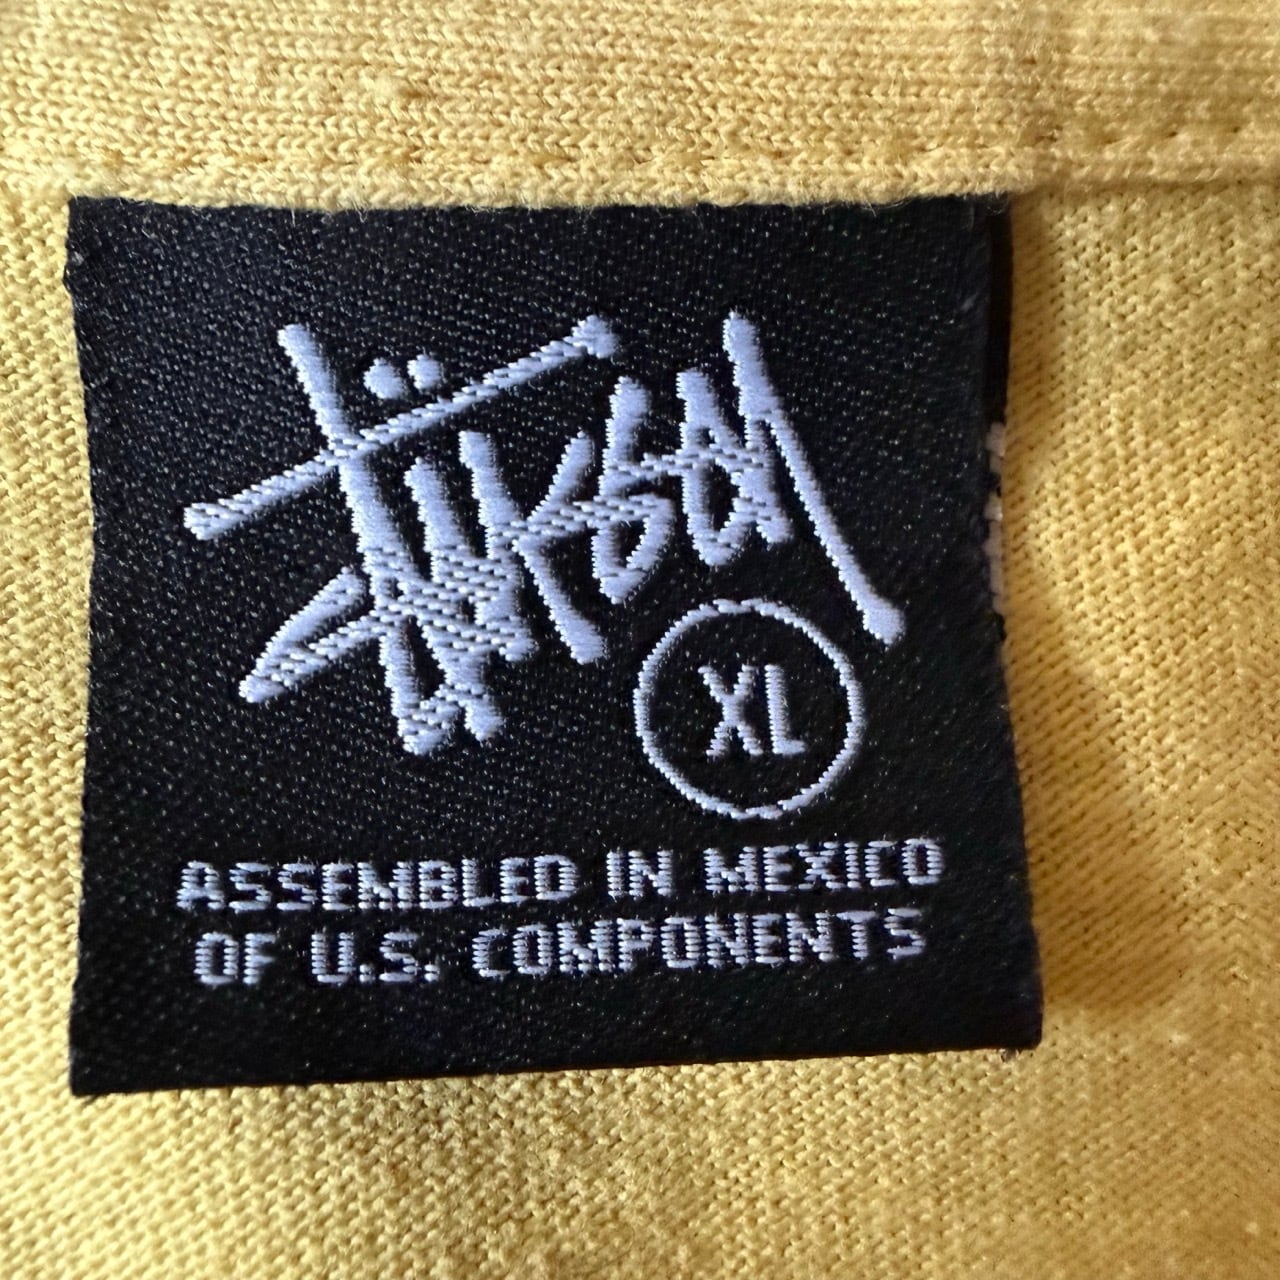 Stüssy
XL
ASSEMBLED IN MEXICO
OF U.S. COMPONENTS